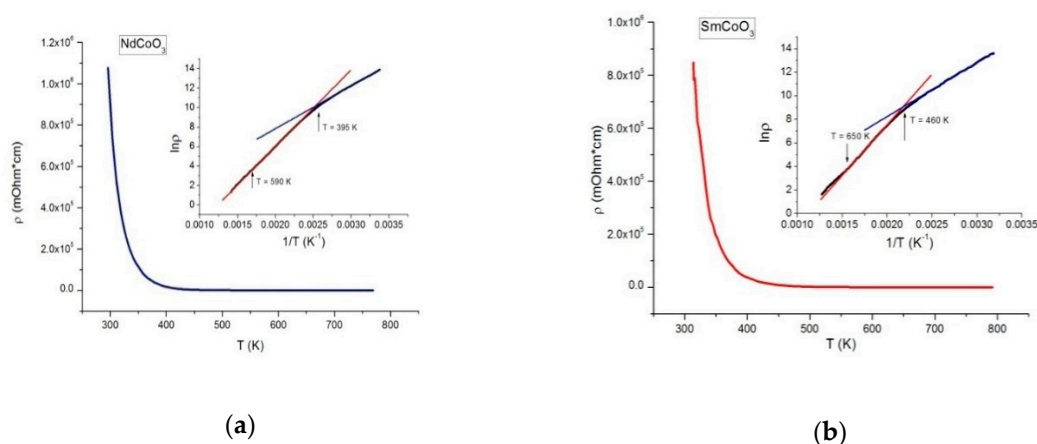 NdCoO₃
1.2x10⁶
1.0x10⁶
8.0x10⁵
6.0x10⁵
4.0x10⁵
2.0x10⁵
0.0
ρ (mOhm*cm)
300 400 500 600 700 800
T (K)
14
12
10
8
6
4
2
0
lnρ
T = 395 K
T = 590 K
0.0010 0.0015 0.0020 0.0025 0.0030 0.0035
1/T (K⁻¹)
(a)
SmCoO₃
1.0x10⁶
8.0x10⁵
6.0x10⁵
4.0x10⁵
2.0x10⁵
0.0
ρ (mOhm*cm)
300 400 500 600 700 800
T (K)
14
12
10
8
6
4
2
0
lnρ
T = 650 K
T = 460 K
0.0010 0.0015 0.0020 0.0025 0.0030 0.0035
1/T (K⁻¹)
(b)